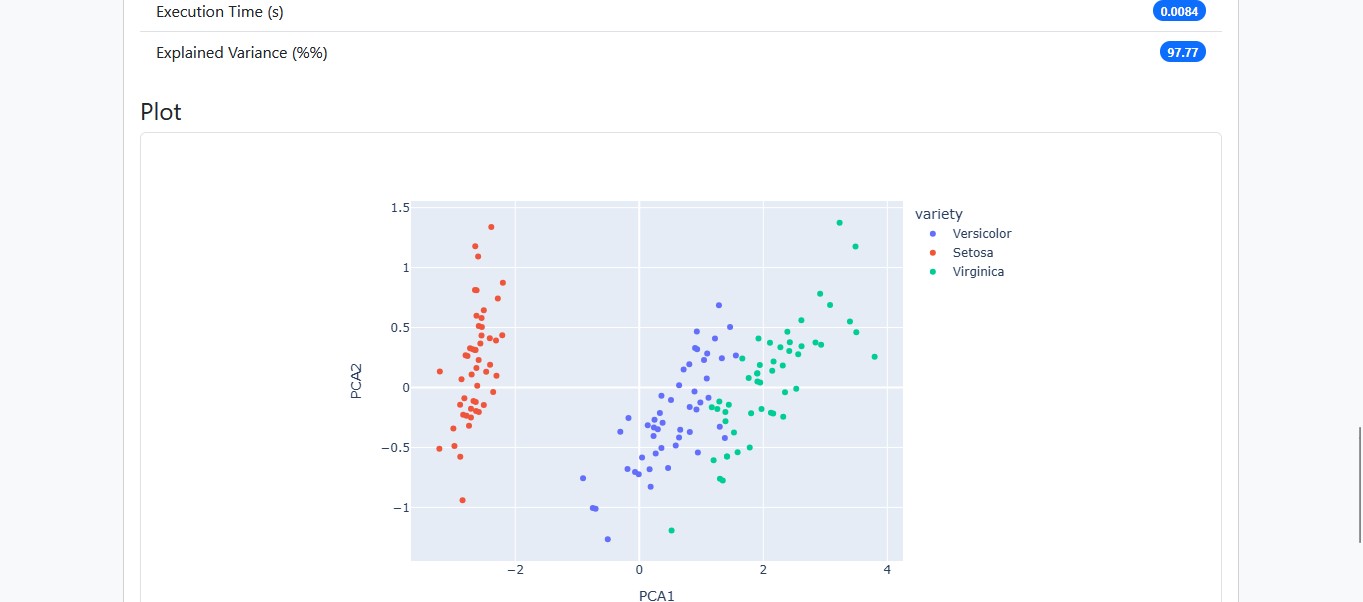 Execution Time (s) 0.0084
Explained Variance (%%) 97.77
Plot
variety
Versicolor
Setosa
Virginica
1.5
1
0.5
0
−0.5
−1
PCA2
−2 0 2 4
PCA1